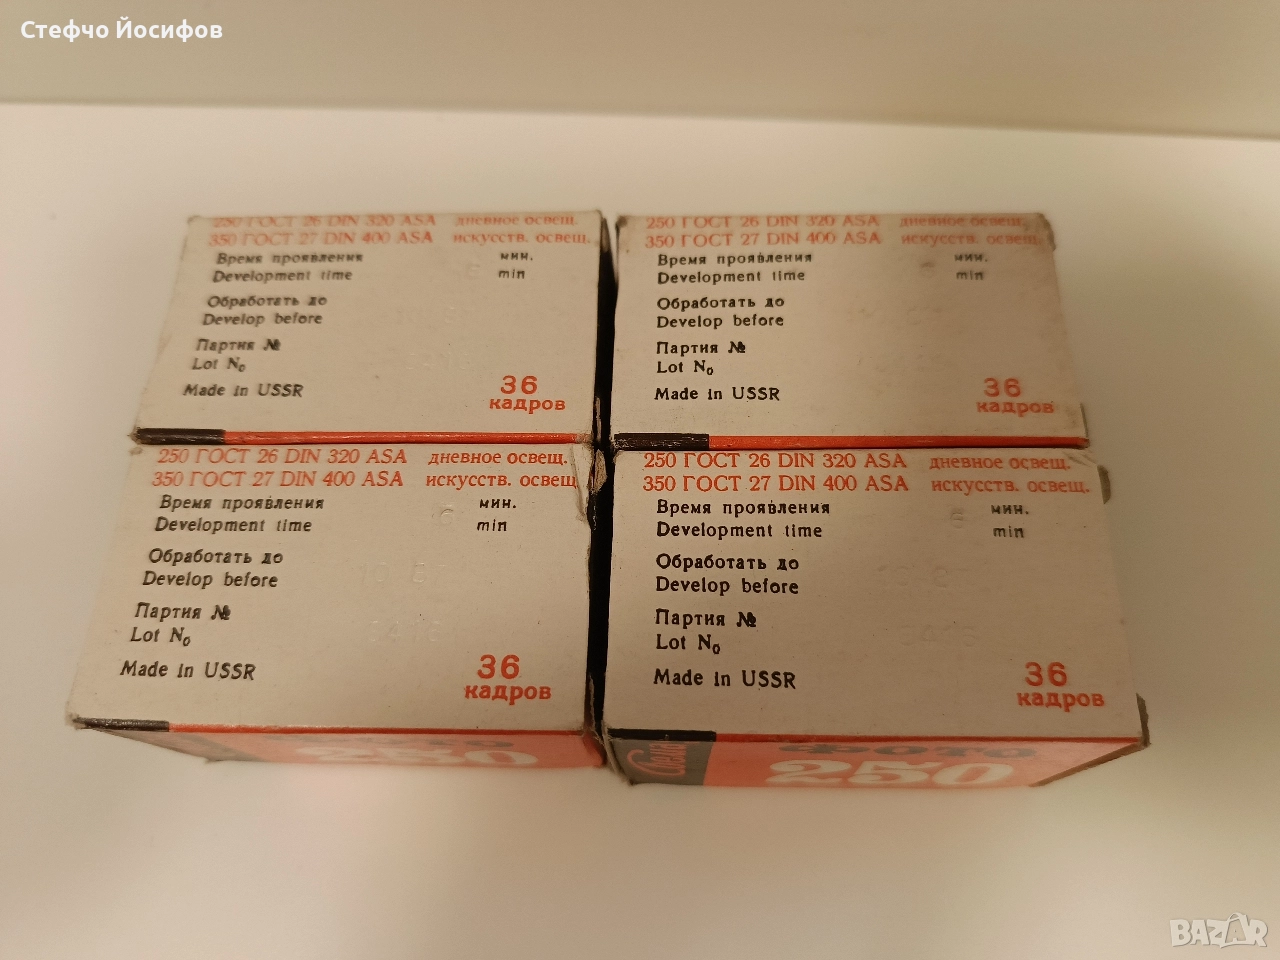 Стефчо Йосифов
250 ГОСТ 26 DIN 320 ASA дневное освещ.
350 ГОСТ 27 DIN 400 ASA искусств. освещ.
Время проявления мин.
Development time min
Обработать до
Develop before
Партия №
Lot No
Made in USSR
36
кадров
250 ГОСТ 26 DIN 320 ASA дневное освещ.
350 ГОСТ 27 DIN 400 ASA искусств. освещ.
Время проявления мин.
Development time min
Обработать до
Develop before
Партия №
Lot No
Made in USSR
36
кадров
250 ГОСТ 26 DIN 320 ASA дневное освещ.
350 ГОСТ 27 DIN 400 ASA искусств. освещ
Время проявления 6 мин.
Development time min
Обработать до
Develop before
Партия №
Lot No
Made in USSR
36
кадров
ФОТО
250
250 ГОСТ 26 DIN 320 ASA дневное освещ.
350 ГОСТ 27 DIN 400 ASA искусств. освещ.
Время проявления 6 мин.
Development time min
Обработать до
Develop before
Партия №
Lot No
Made in USSR
36
кадров
Свема
ФОТО
250
BAZAR